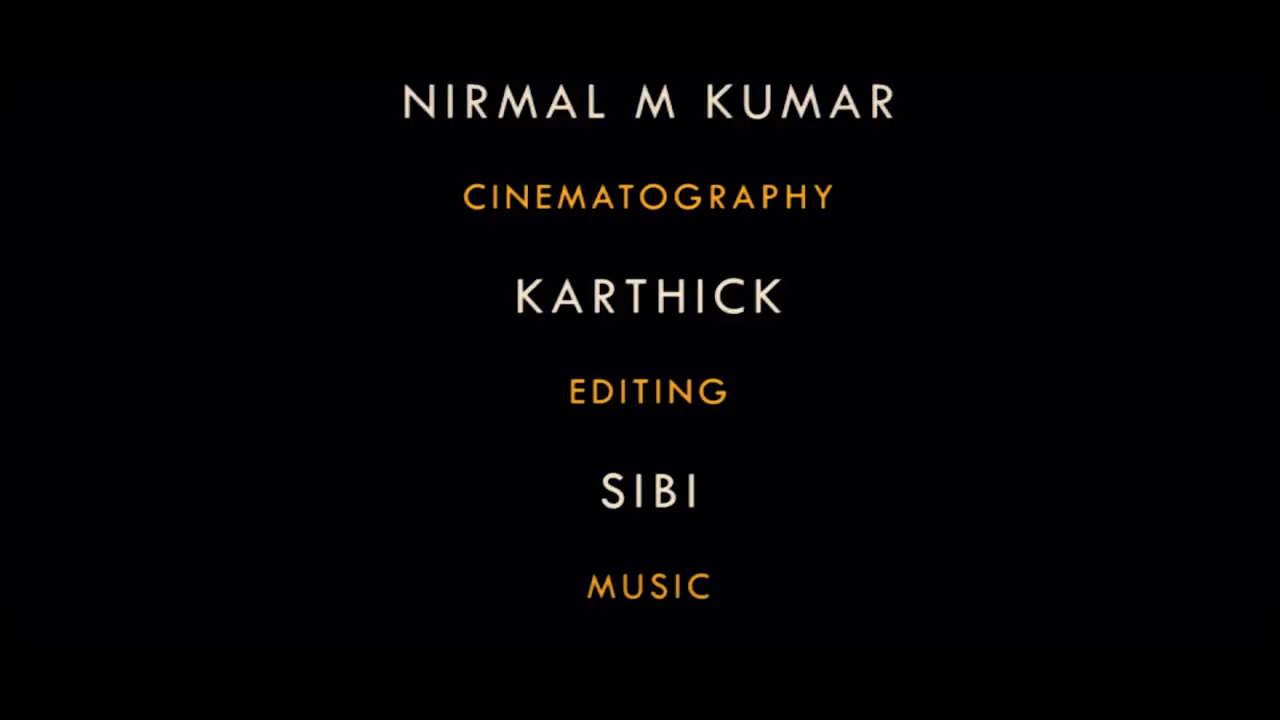 NIRMAL M KUMAR
CINEMATOGRAPHY
KARTHICK
EDITING
SIBI
MUSIC